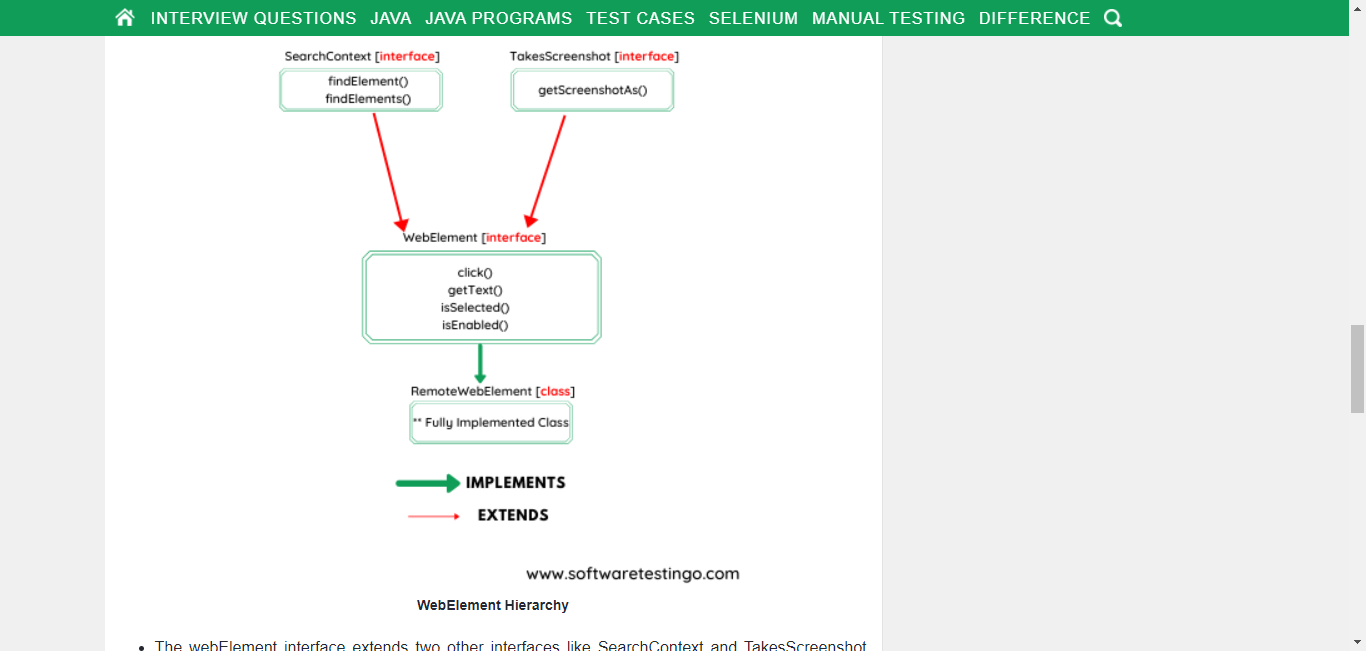 INTERVIEW QUESTIONS JAVA JAVA PROGRAMS TEST CASES SELENIUM MANUAL TESTING DIFFERENCE
SearchContext [interface]
findElement()
findElements()
TakesScreenshot [interface]
getScreenshotAs()
WebElement [interface]
click()
getText()
isSelected()
isEnabled()
RemoteWebElement [class]
** Fully Implemented Class
IMPLEMENTS
EXTENDS
www.softwaretestingo.com
WebElement Hierarchy
• The webElement interface extends two other interfaces like SearchContext and TakesScreenshot